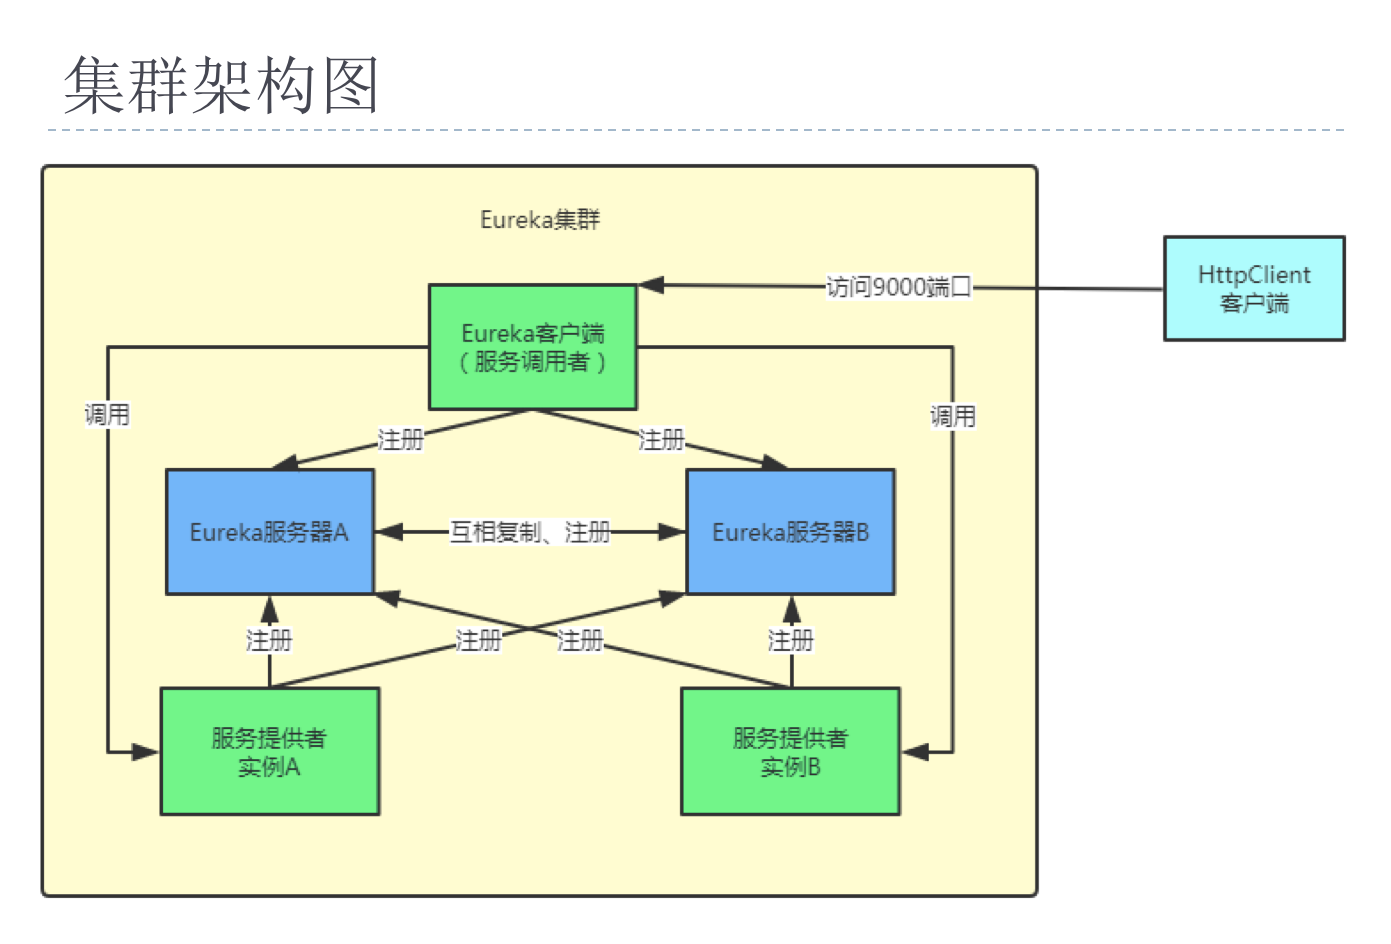 集群架构图
Eureka集群
访问9000端口
HttpClient
客户端
Eureka客户端
（服务调用者）
调用
调用
注册
注册
Eureka服务器A
互相复制、注册
Eureka服务器B
注册
注册
注册
注册
服务提供者
实例A
服务提供者
实例B